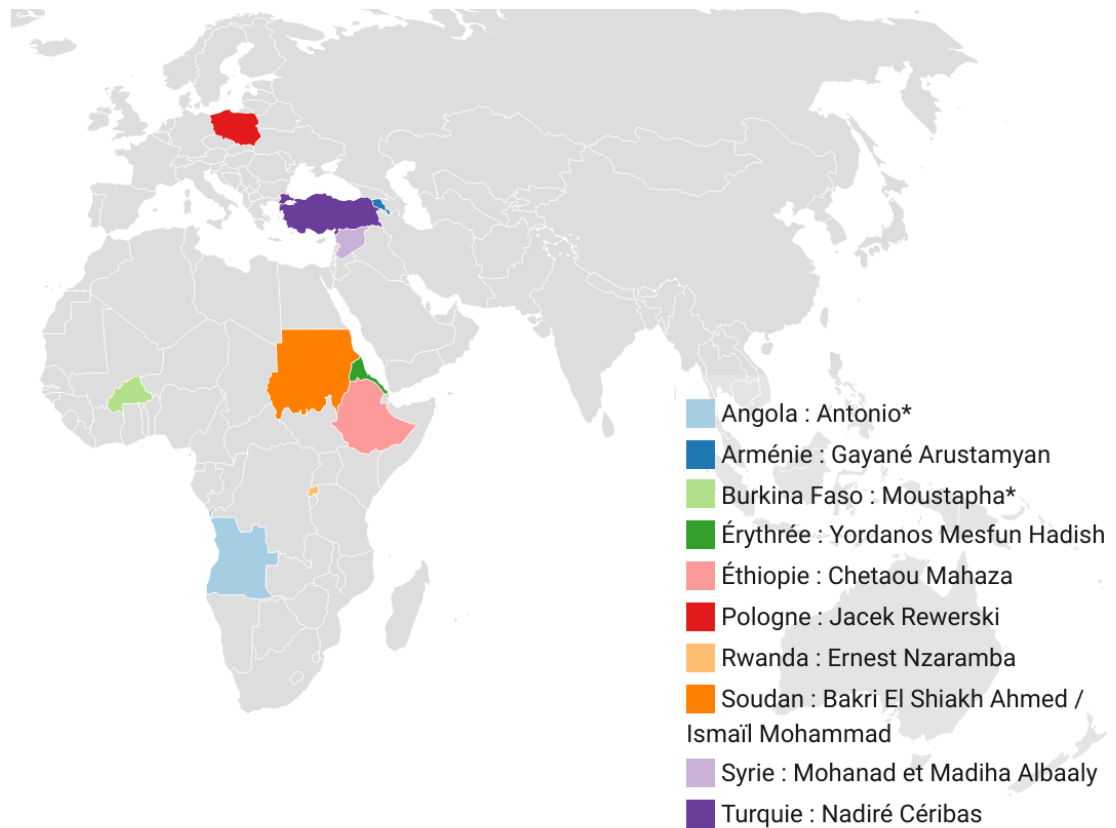 Angola : Antonio*
Arménie : Gayané Arustamyan
Burkina Faso : Moustapha*
Érythrée : Yordanos Mesfun Hadish
Éthiopie : Chetaou Mahaza
Pologne : Jacek Rewerski
Rwanda : Ernest Nzaramba
Soudan : Bakri El Shiakh Ahmed /
Ismaïl Mohammad
Syrie : Mohanad et Madiha Albaaly
Turquie : Nadiré Céribas